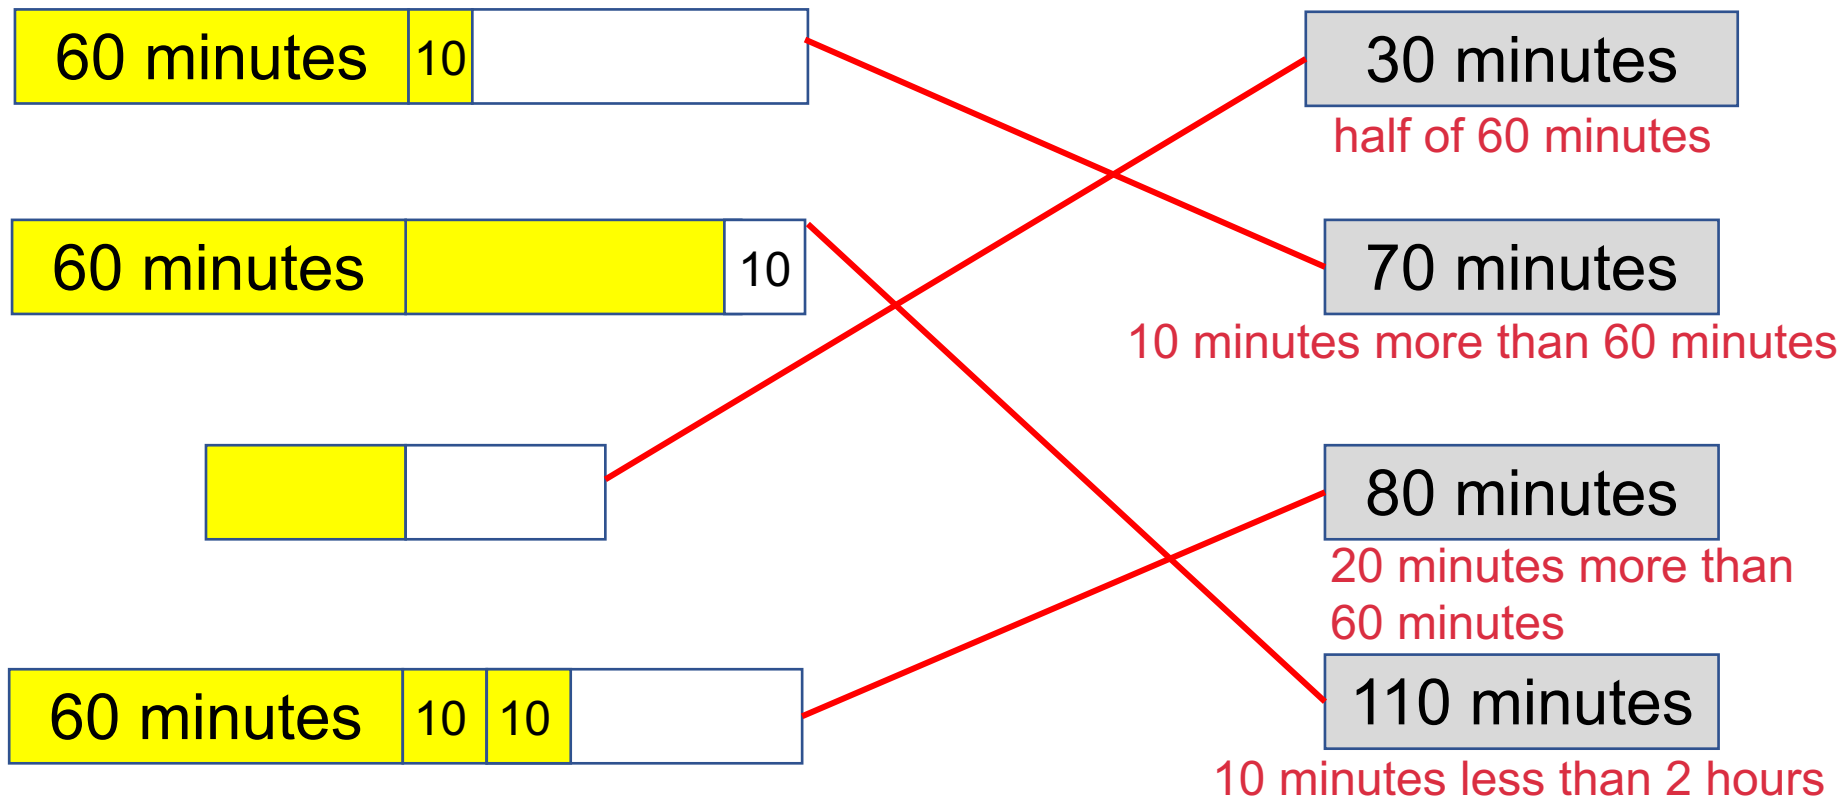 60 minutes 10
30 minutes
half of 60 minutes
60 minutes 10
70 minutes
10 minutes more than 60 minutes
80 minutes
20 minutes more than
60 minutes
60 minutes 10 10
110 minutes
10 minutes less than 2 hours